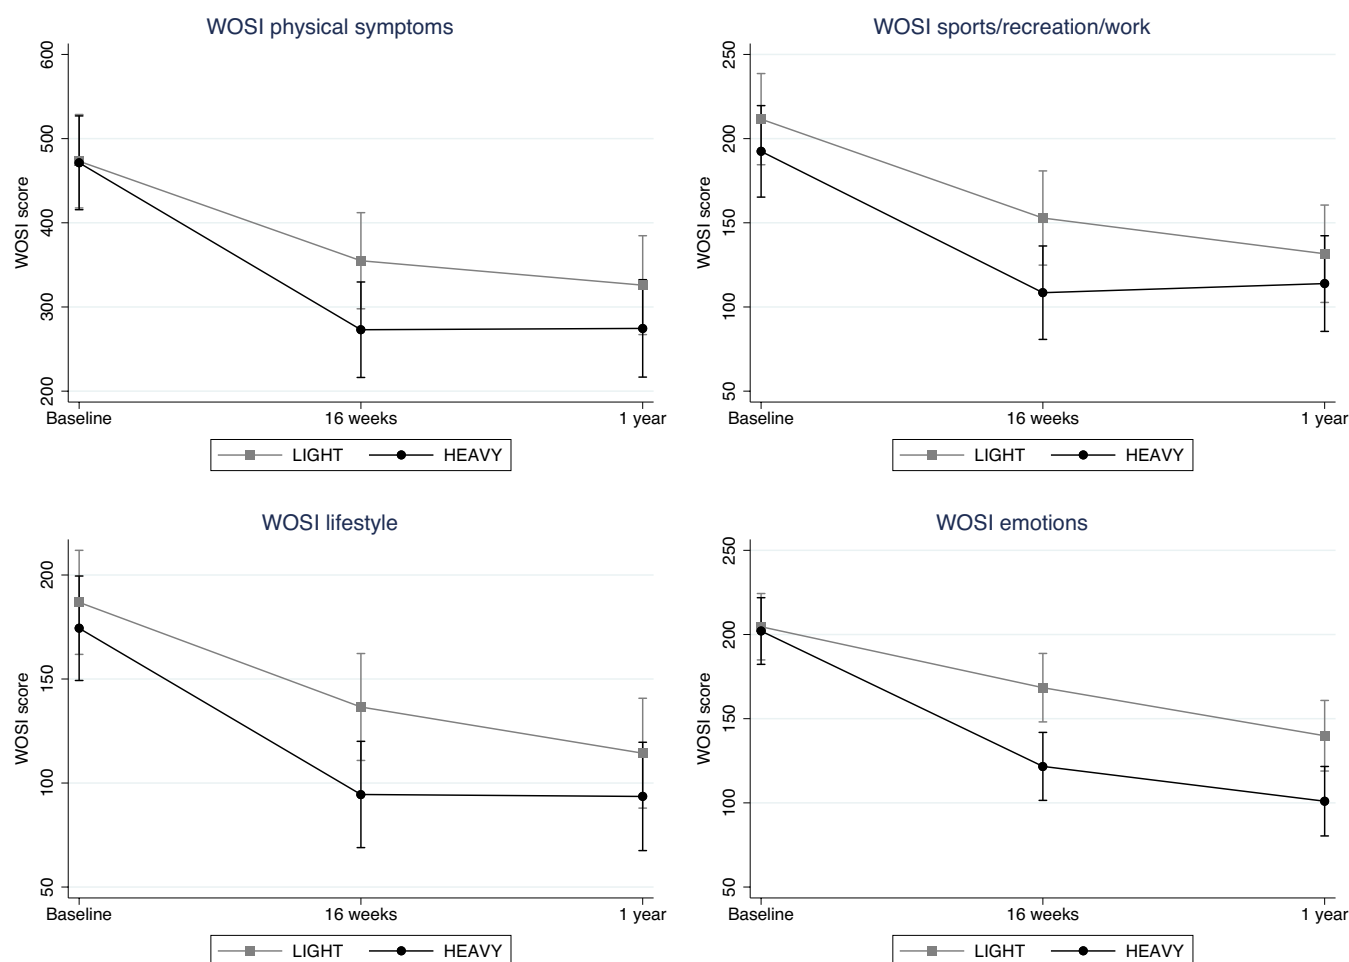 WOSI physical symptoms
WOSI score
600
500
400
300
200
Baseline 16 weeks 1 year
LIGHT HEAVY
WOSI sports/recreation/work
WOSI score
250
200
150
100
50
Baseline 16 weeks 1 year
LIGHT HEAVY
WOSI lifestyle
WOSI score
200
150
100
50
Baseline 16 weeks 1 year
LIGHT HEAVY
WOSI emotions
WOSI score
250
200
150
100
50
Baseline 16 weeks 1 year
LIGHT HEAVY